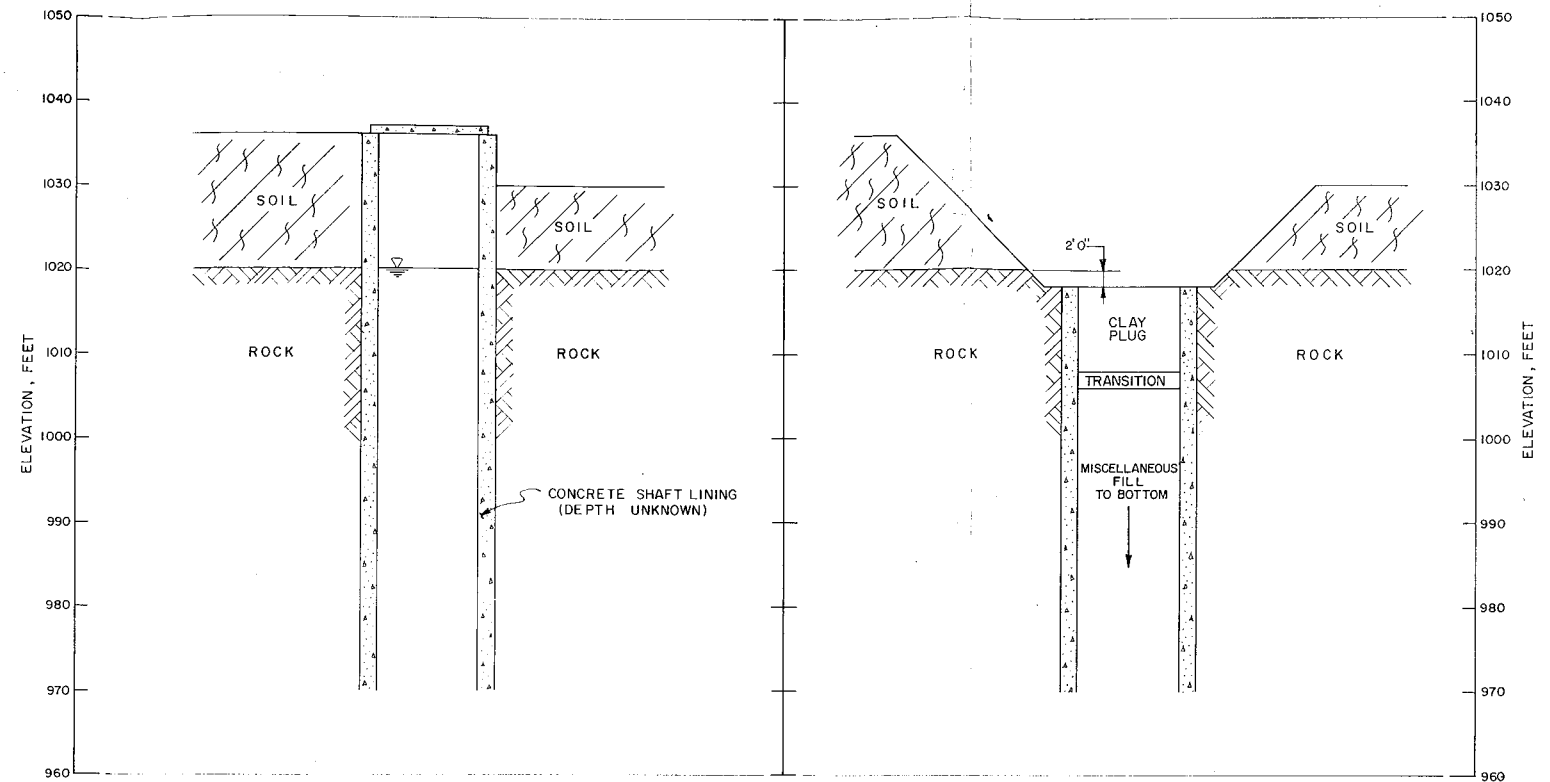 1050
1040
1030
1020
1010
1000
990
980
970
960
ELEVATION, FEET
SOIL
SOIL
ROCK
ROCK
CONCRETE SHAFT LINING
(DEPTH UNKNOWN)
SOIL
SOIL
2'0"
CLAY
PLUG
ROCK
ROCK
TRANSITION
MISCELLANEOUS
FILL
TO BOTTOM
1050
1040
1030
1020
1010
1000
990
980
970
960
ELEVATION, FEET